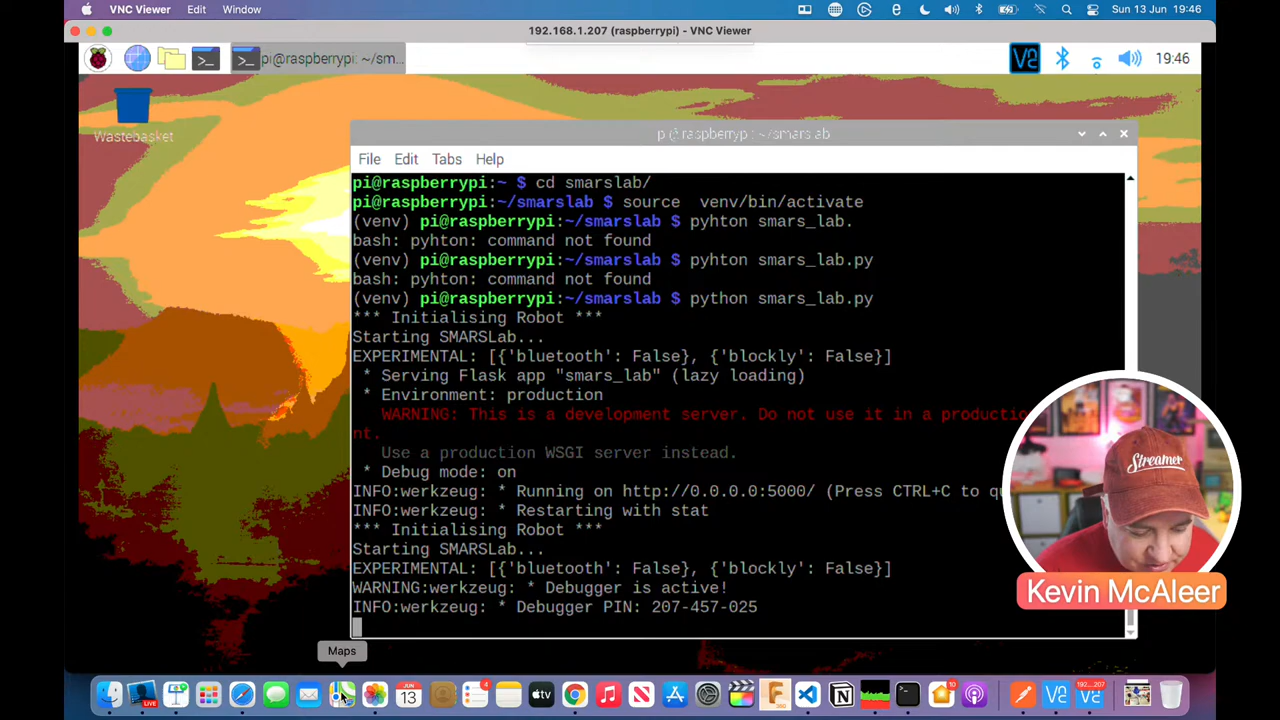 VNC Viewer Edit Window Sun 13 Jun 19:46
192.168.1.207 (raspberrypi) - VNC Viewer
pi@raspberrypi: ~/sm... 19:46
Wastebasket
pi@raspberrypi: ~/smarslab
File Edit Tabs Help
pi@raspberrypi:~ $ cd smarslab/
pi@raspberrypi:~/smarslab $ source  venv/bin/activate
(venv) pi@raspberrypi:~/smarslab $ pyhton smars_lab.
bash: pyhton: command not found
(venv) pi@raspberrypi:~/smarslab $ pyhton smars_lab.py
bash: pyhton: command not found
(venv) pi@raspberrypi:~/smarslab $ python smars_lab.py
*** Initialising Robot ***
Starting SMARSLab...
EXPERIMENTAL: [{'bluetooth': False}, {'blockly': False}]
* Serving Flask app "smars_lab" (lazy loading)
* Environment: production
WARNING: This is a development server. Do not use it in a productio
nt.
Use a production WSGI server instead.
* Debug mode: on
INFO:werkzeug: * Running on http://0.0.0.0:5000/ (Press CTRL+C to qu
INFO:werkzeug: * Restarting with stat
*** Initialising Robot ***
Starting SMARSLab...
EXPERIMENTAL: [{'bluetooth': False}, {'blockly': False}]
WARNING:werkzeug: * Debugger is active!
INFO:werkzeug: * Debugger PIN: 207-457-025
Streamer
Kevin McAleer
Maps